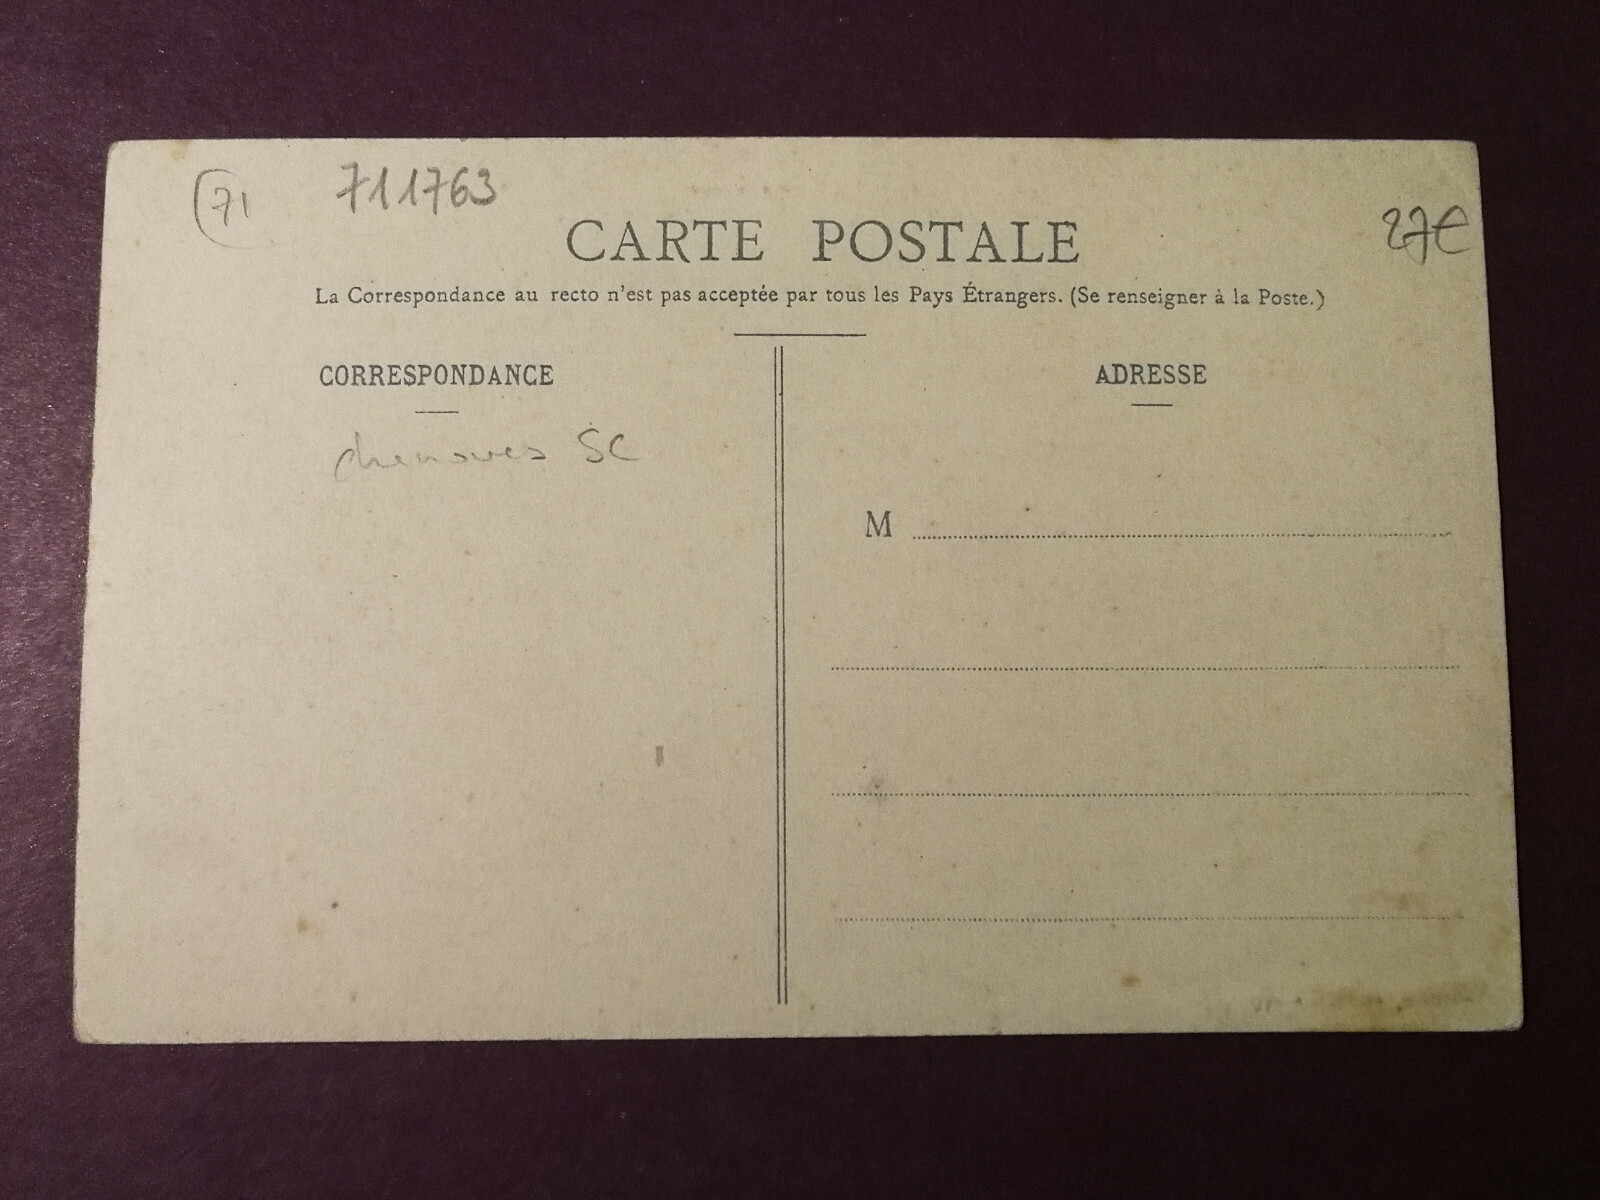 71 711763
27€
CARTE POSTALE
La Correspondance au recto n'est pas acceptée par tous les Pays Étrangers. (Se renseigner à la Poste.)
CORRESPONDANCE
ADRESSE
chenoves SC
M